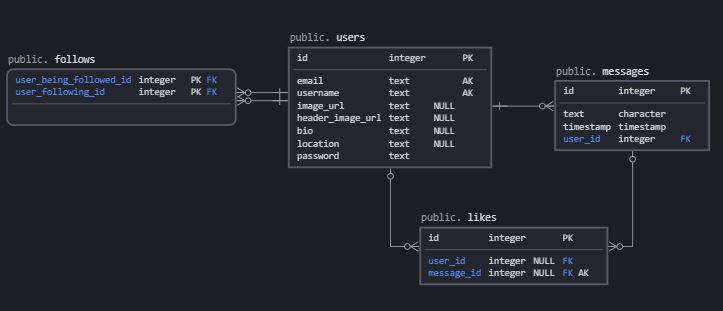 public. follows
user_being_followed_id integer PK FK
user_following_id integer PK FK
public. users
id integer PK
email text AK
username text AK
image_url text NULL
header_image_url text NULL
bio text NULL
location text NULL
password text
public. messages
id integer PK
text character
timestamp timestamp
user_id integer FK
public. likes
id integer PK
user_id integer NULL FK
message_id integer NULL FK AK